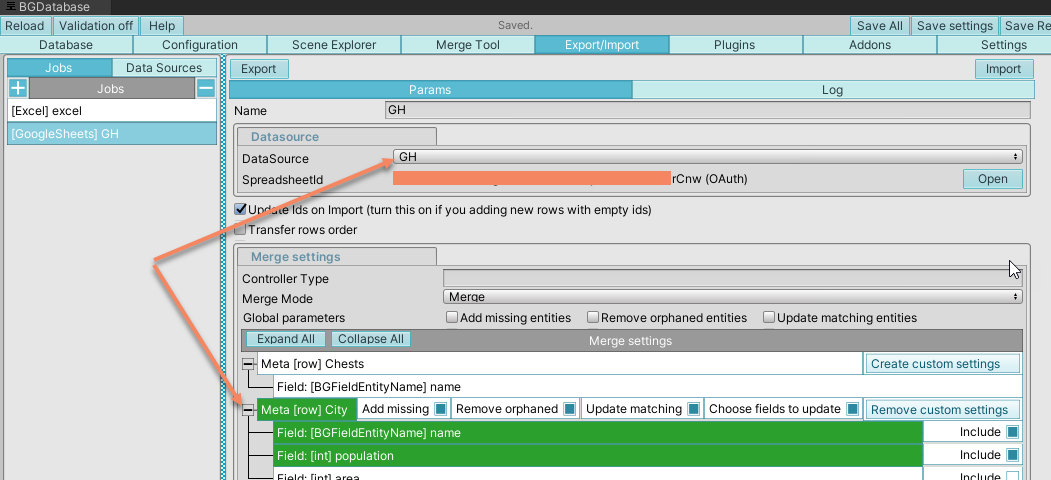 BGDatabase
Reload Validation off Help Saved. Save All Save settings Save Re
Database Configuration Scene Explorer Merge Tool Export/Import Plugins Addons Settings
Jobs Data Sources
Jobs
[Excel] excel
[GoogleSheets] GH
Export Import
Params Log
Name GH
Datasource
DataSource GH
SpreadsheetId rCnw (OAuth) Open
Update Ids on Import (turn this on if you adding new rows with empty ids)
Transfer rows order
Merge settings
Controller Type
Merge Mode Merge
Global parameters Add missing entities Remove orphaned entities Update matching entities
Expand All Collapse All Merge settings
Meta [row] Chests Create custom settings
Field: [BGFieldEntityName] name
Meta [row] City Add missing Remove orphaned Update matching Choose fields to update Remove custom settings
Field: [BGFieldEntityName] name Include
Field: [int] population Include
Field: [int] area Include